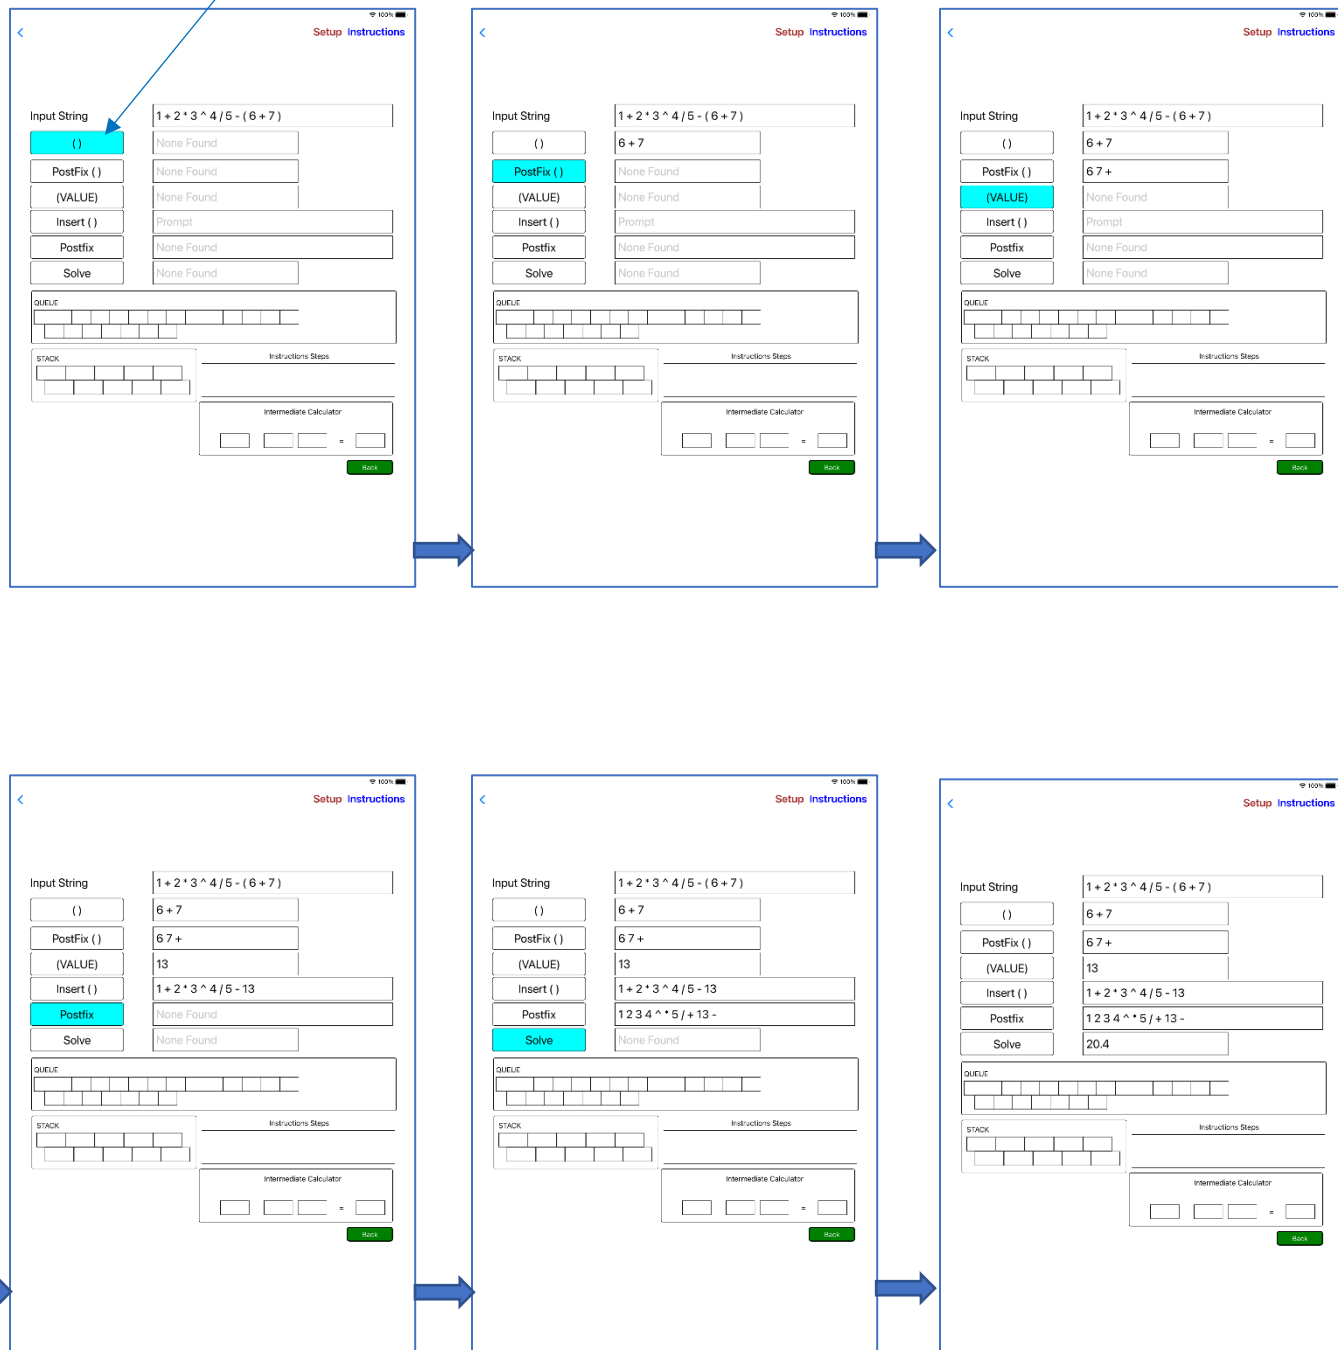 100%
Setup Instructions
Input String 1 + 2 * 3 ^ 4 / 5 - ( 6 + 7 )
( ) None Found
PostFix ( ) None Found
(VALUE) None Found
Insert ( ) Prompt
Postfix None Found
Solve None Found
QUEUE
STACK
Instructions Steps
Intermediate Calculator
=
Back
100%
Setup Instructions
Input String 1 + 2 * 3 ^ 4 / 5 - ( 6 + 7 )
( ) 6 + 7
PostFix ( ) None Found
(VALUE) None Found
Insert ( ) Prompt
Postfix None Found
Solve None Found
QUEUE
STACK
Instructions Steps
Intermediate Calculator
=
Back
100%
Setup Instructions
Input String 1 + 2 * 3 ^ 4 / 5 - ( 6 + 7 )
( ) 6 + 7
PostFix ( ) 6 7 +
(VALUE) None Found
Insert ( ) Prompt
Postfix None Found
Solve None Found
QUEUE
STACK
Instructions Steps
Intermediate Calculator
=
Back
100%
Setup Instructions
Input String 1 + 2 * 3 ^ 4 / 5 - ( 6 + 7 )
( ) 6 + 7
PostFix ( ) 6 7 +
(VALUE) 13
Insert ( ) 1 + 2 * 3 ^ 4 / 5 - 13
Postfix None Found
Solve None Found
QUEUE
STACK
Instructions Steps
Intermediate Calculator
=
Back
100%
Setup Instructions
Input String 1 + 2 * 3 ^ 4 / 5 - ( 6 + 7 )
( ) 6 + 7
PostFix ( ) 6 7 +
(VALUE) 13
Insert ( ) 1 + 2 * 3 ^ 4 / 5 - 13
Postfix 1 2 3 4 ^ * 5 / + 13 -
Solve None Found
QUEUE
STACK
Instructions Steps
Intermediate Calculator
=
Back
100%
Setup Instructions
Input String 1 + 2 * 3 ^ 4 / 5 - ( 6 + 7 )
( ) 6 + 7
PostFix ( ) 6 7 +
(VALUE) 13
Insert ( ) 1 + 2 * 3 ^ 4 / 5 - 13
Postfix 1 2 3 4 ^ * 5 / + 13 -
Solve 20.4
QUEUE
STACK
Instructions Steps
Intermediate Calculator
=
Back